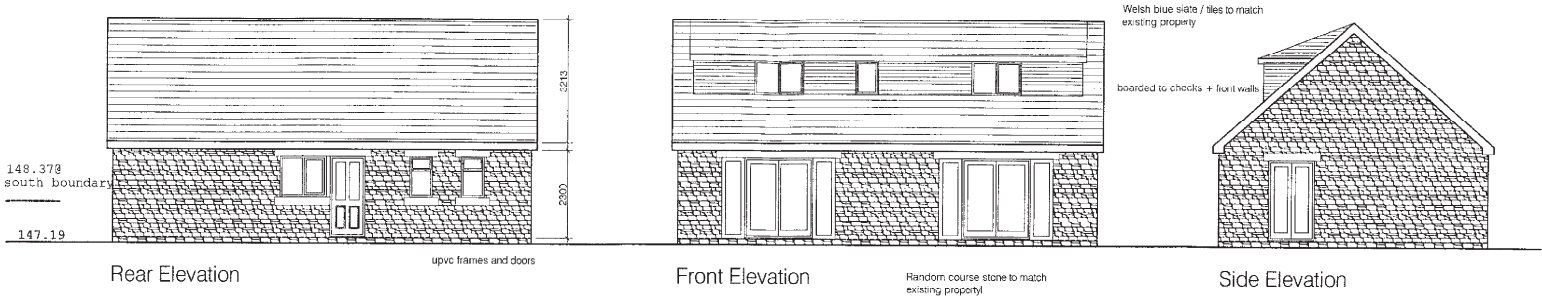 Welsh blue slate / tiles to match
existing property
boarded to checks + front walls
3213
2300
148.37@
south boundary
147.19
upvc frames and doors
Rear Elevation
Front Elevation
Random course stone to match
existing property!
Side Elevation